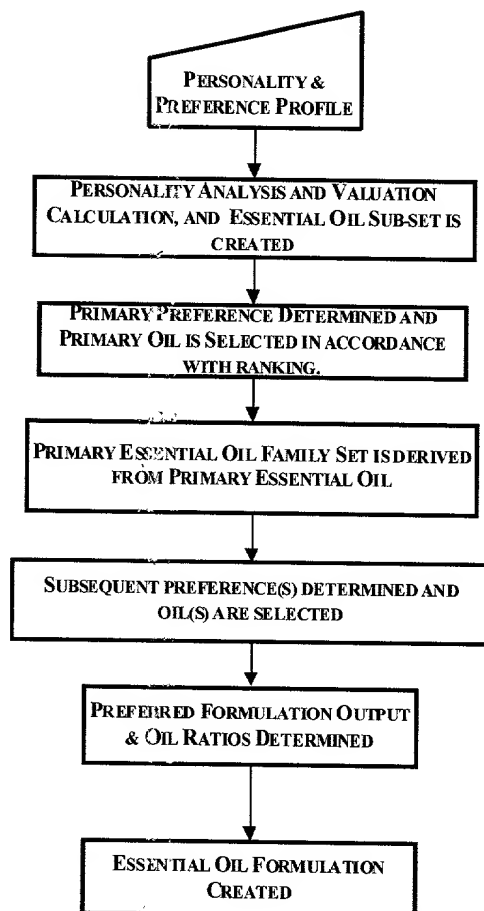 PERSONALITY &
PREFERENCE PROFILE
PERSONALITY ANALYSIS AND VALUATION
CALCULATION, AND ESSENTIAL OIL SUB-SET IS
CREATED
PRIMARY PREFERENCE DETERMINED AND
PRIMARY OIL IS SELECTED IN ACCORDANCE
WITH RANKING.
PRIMARY ESSENTIAL OIL FAMILY SET IS DERIVED
FROM PRIMARY ESSENTIAL OIL
SUBSEQUENT PREFERENCE(S) DETERMINED AND
OIL(S) ARE SELECTED
PREFERRED FORMULATION OUTPUT
& OIL RATIOS DETERMINED
ESSENTIAL OIL FORMULATION
CREATED